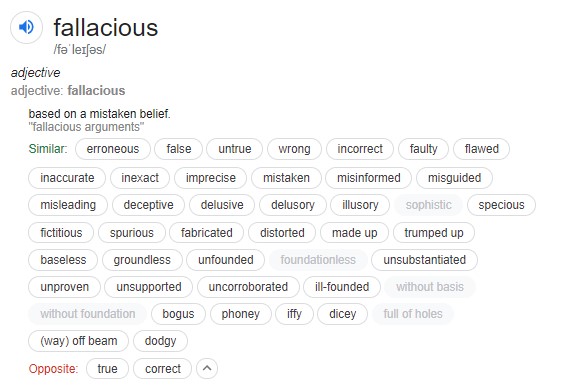 fallacious
/fəˈleɪʃəs/
adjective
adjective: fallacious
based on a mistaken belief.
"fallacious arguments"
Similar: erroneous false untrue wrong incorrect faulty flawed
inaccurate inexact imprecise mistaken misinformed misguided
misleading deceptive delusive delusory illusory sophistic specious
fictitious spurious fabricated distorted made up trumped up
baseless groundless unfounded foundationless unsubstantiated
unproven unsupported uncorroborated ill-founded without basis
without foundation bogus phoney iffy dicey full of holes
(way) off beam dodgy
Opposite: true correct